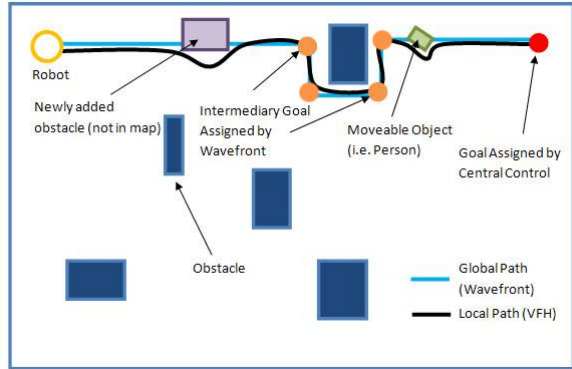 Robot
Newly added
obstacle (not in map)
Intermediary Goal
Assigned by
Wavefront
Moveable Object
(i.e. Person)
Goal Assigned by
Central Control
Obstacle
Global Path
(Wavefront)
Local Path (VFH)